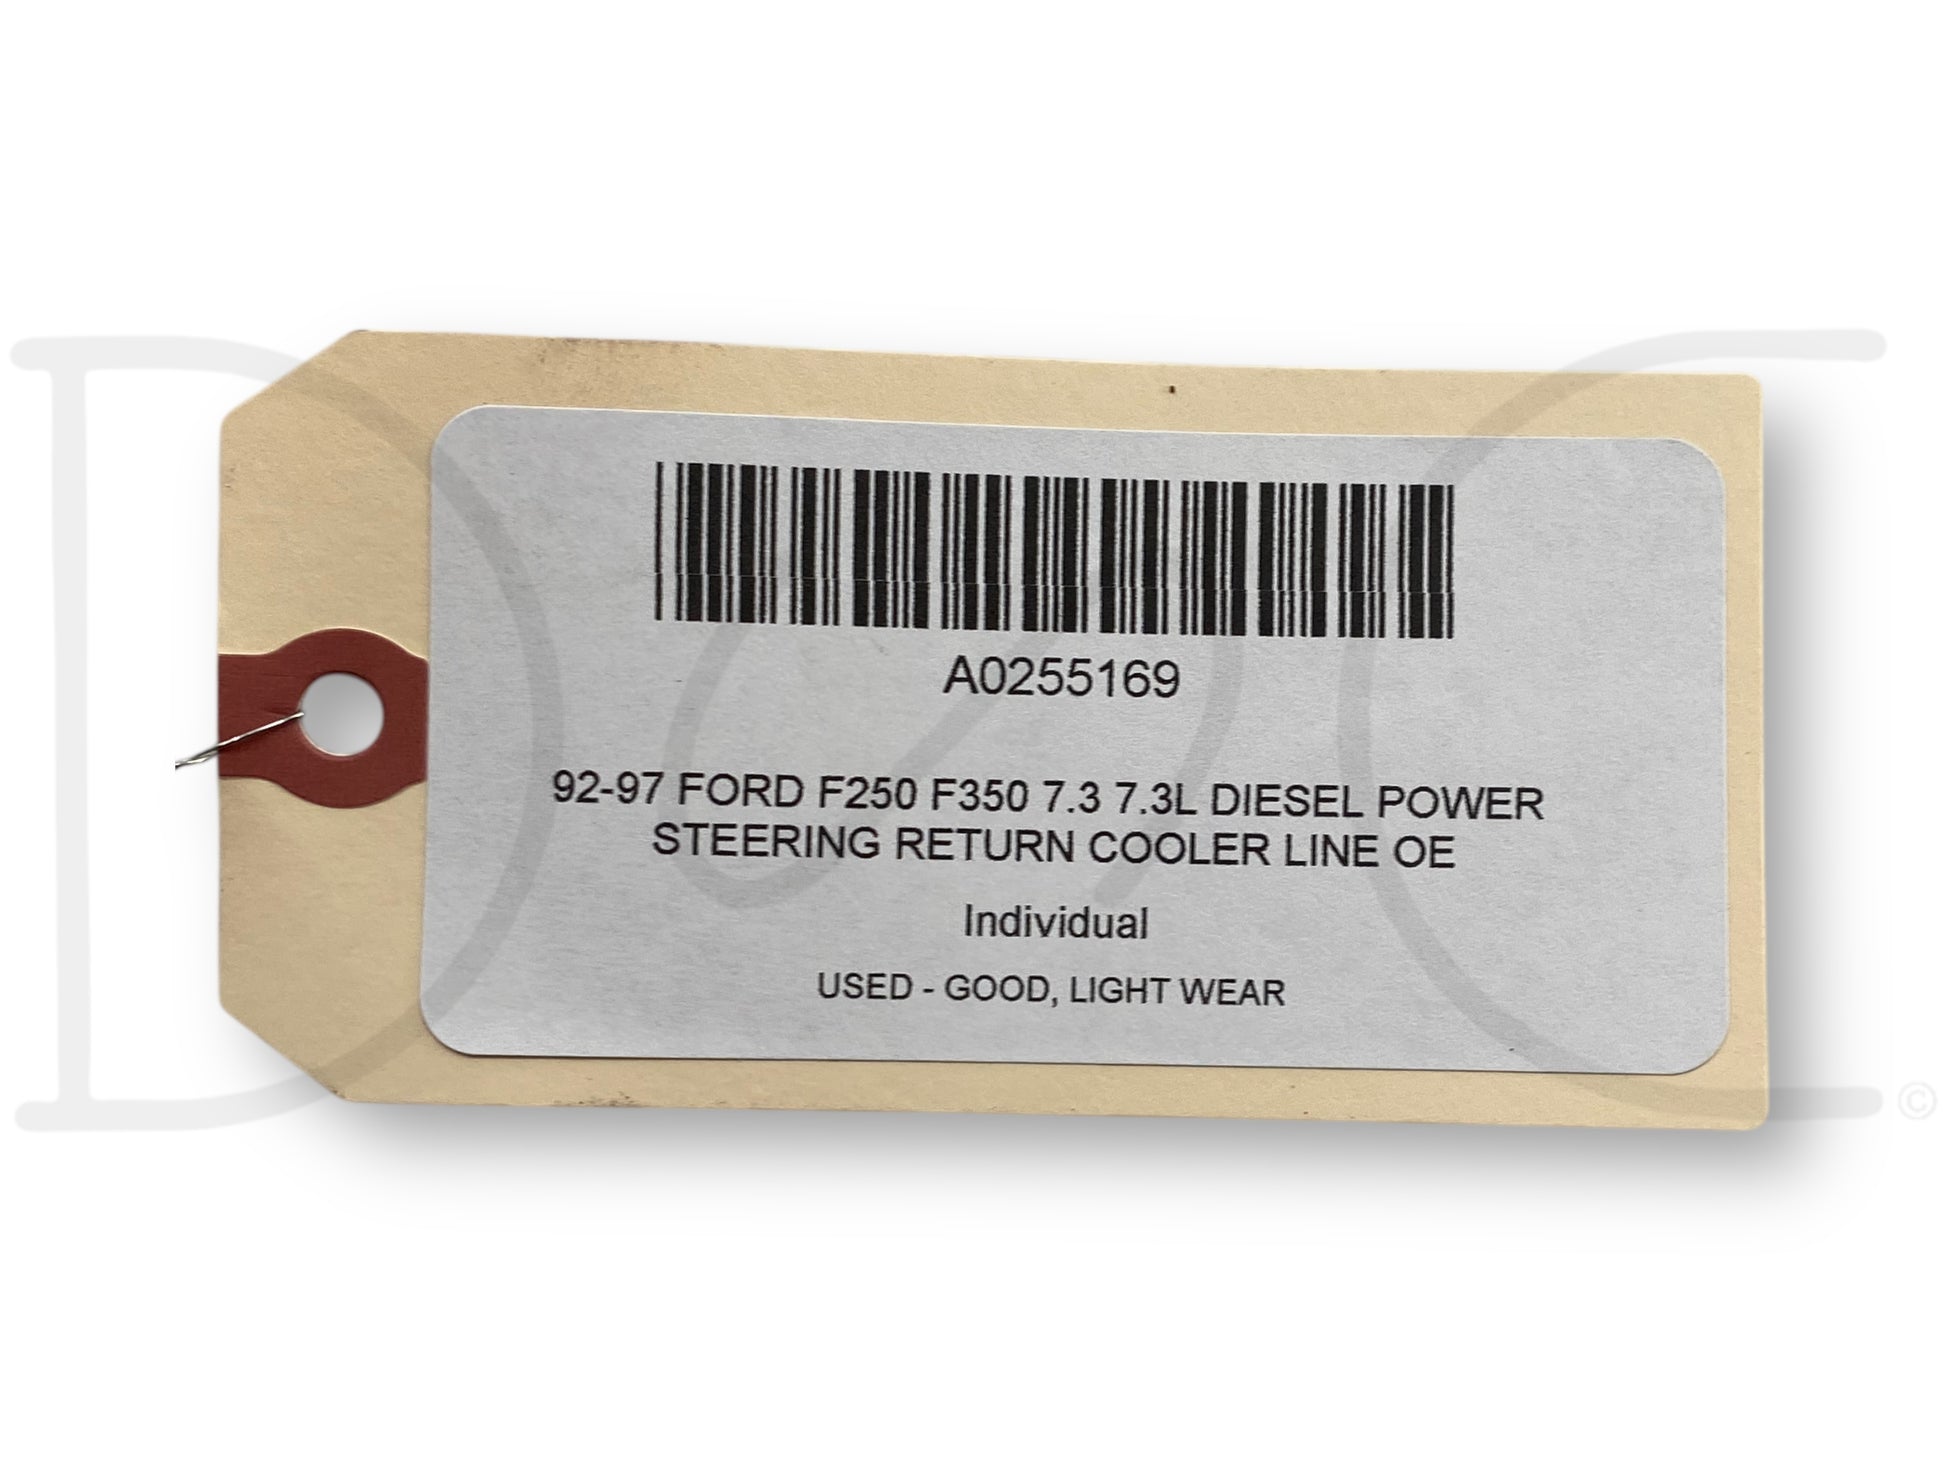 A0255169
92-97 FORD F250 F350 7.3 7.3L DIESEL POWER
STEERING RETURN COOLER LINE OE
Individual
USED - GOOD, LIGHT WEAR
©